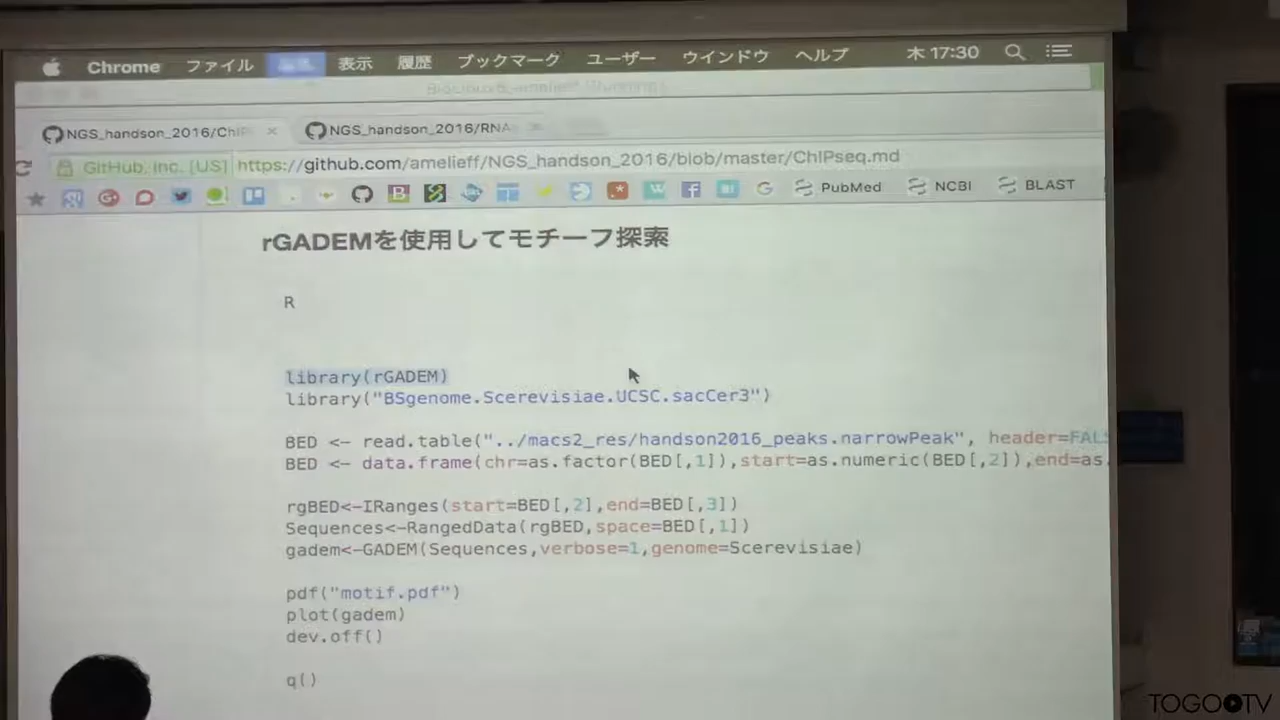 Chrome ファイル 編集 表示 履歴 ブックマーク ユーザー ウインドウ ヘルプ 木 17:30
NGS_handson_2016/ChIP × NGS_handson_2016/RNA
GitHub, Inc. [US] https://github.com/amelieff/NGS_handson_2016/blob/master/ChIPseq.md
PubMed NCBI BLAST
rGADEMを使用してモチーフ探索
R
library(rGADEM)
library("BSgenome.Scerevisiae.UCSC.sacCer3")
BED <- read.table("../macs2_res/handson2016_peaks.narrowPeak", header=FALS
BED <- data.frame(chr=as.factor(BED[,1]),start=as.numeric(BED[,2]),end=as.
rgBED<-IRanges(start=BED[,2],end=BED[,3])
Sequences<-RangedData(rgBED,space=BED[,1])
gadem<-GADEM(Sequences,verbose=1,genome=Scerevisiae)
pdf("motif.pdf")
plot(gadem)
dev.off()
q()
TOGOTV